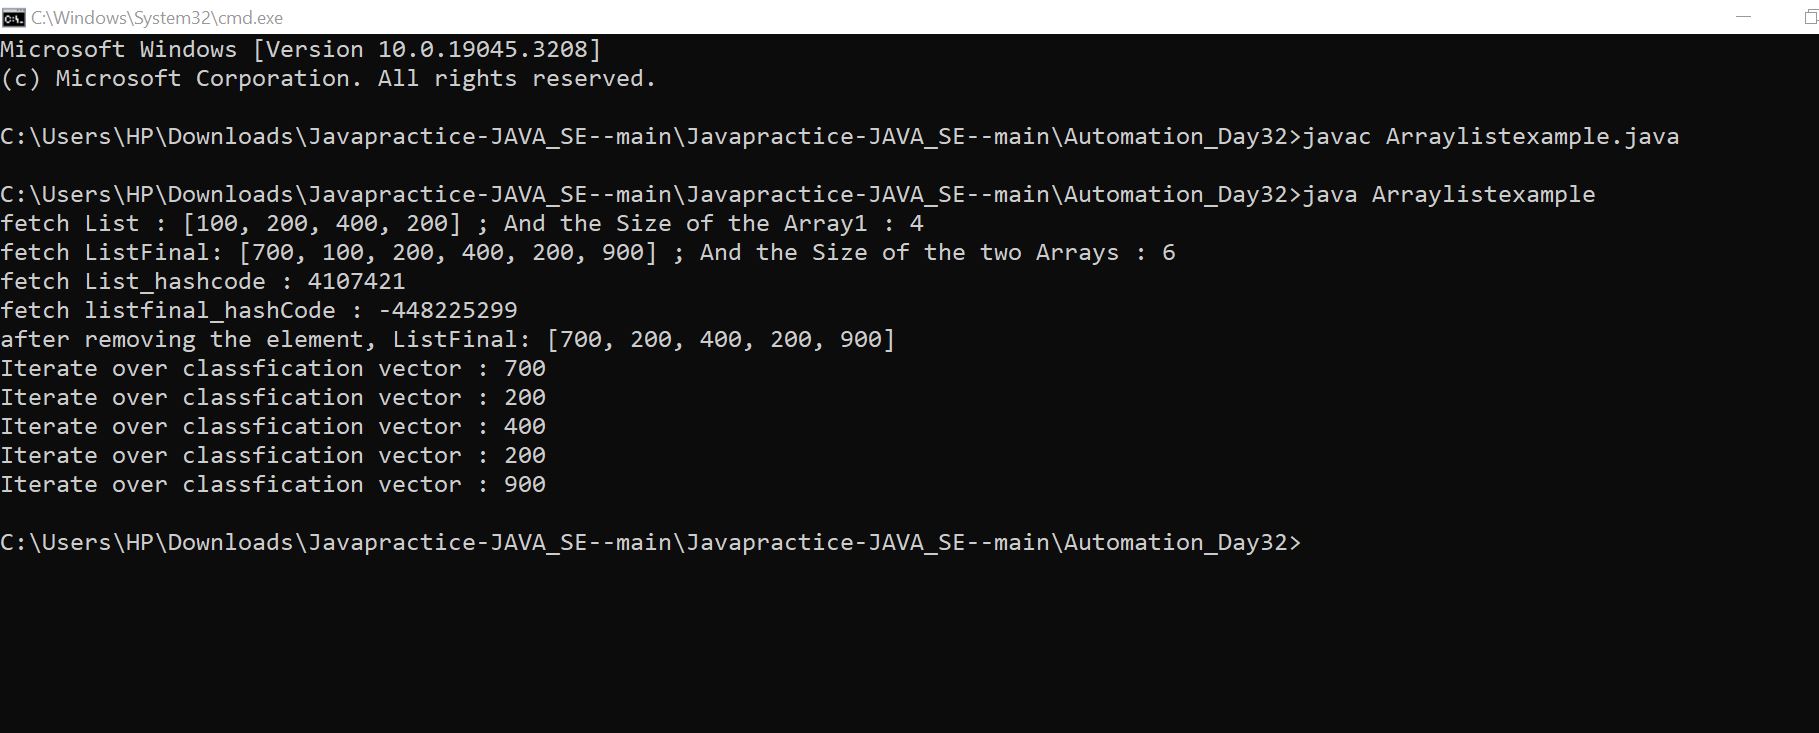 C:\Windows\System32\cmd.exe
Microsoft Windows [Version 10.0.19045.3208]
(c) Microsoft Corporation. All rights reserved.
C:\Users\HP\Downloads\Javapractice-JAVA_SE--main\Javapractice-JAVA_SE--main\Automation_Day32>javac Arraylistexample.java
C:\Users\HP\Downloads\Javapractice-JAVA_SE--main\Javapractice-JAVA_SE--main\Automation_Day32>java Arraylistexample
fetch List : [100, 200, 400, 200] ; And the Size of the Array1 : 4
fetch ListFinal: [700, 100, 200, 400, 200, 900] ; And the Size of the two Arrays : 6
fetch List_hashcode : 4107421
fetch listfinal_hashCode : -448225299
after removing the element, ListFinal: [700, 200, 400, 200, 900]
Iterate over classfication vector : 700
Iterate over classfication vector : 200
Iterate over classfication vector : 400
Iterate over classfication vector : 200
Iterate over classfication vector : 900
C:\Users\HP\Downloads\Javapractice-JAVA_SE--main\Javapractice-JAVA_SE--main\Automation_Day32>